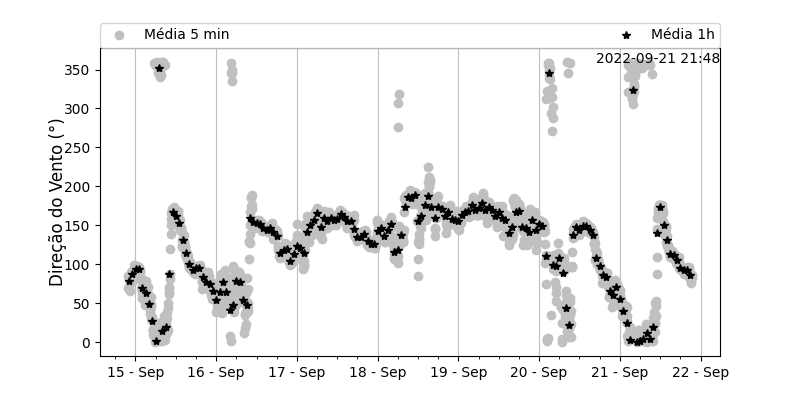 Média 5 min
Média 1h
2022-09-21 21:48
Direção do Vento (°)
350
300
250
200
150
100
50
0
15 - Sep
16 - Sep
17 - Sep
18 - Sep
19 - Sep
20 - Sep
21 - Sep
22 - Sep